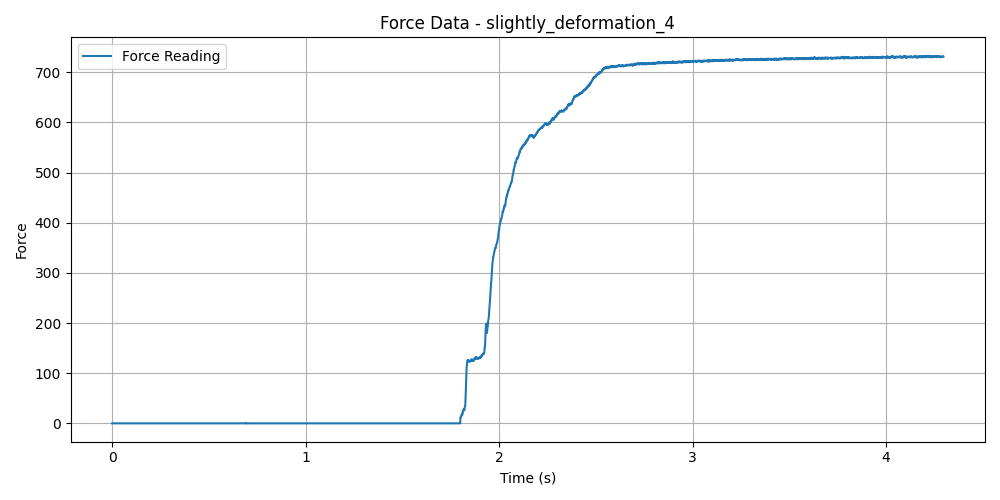 Force Data - slightly_deformation_4
Force Reading
Force
700
600
500
400
300
200
100
0
0 1 2 3 4
Time (s)